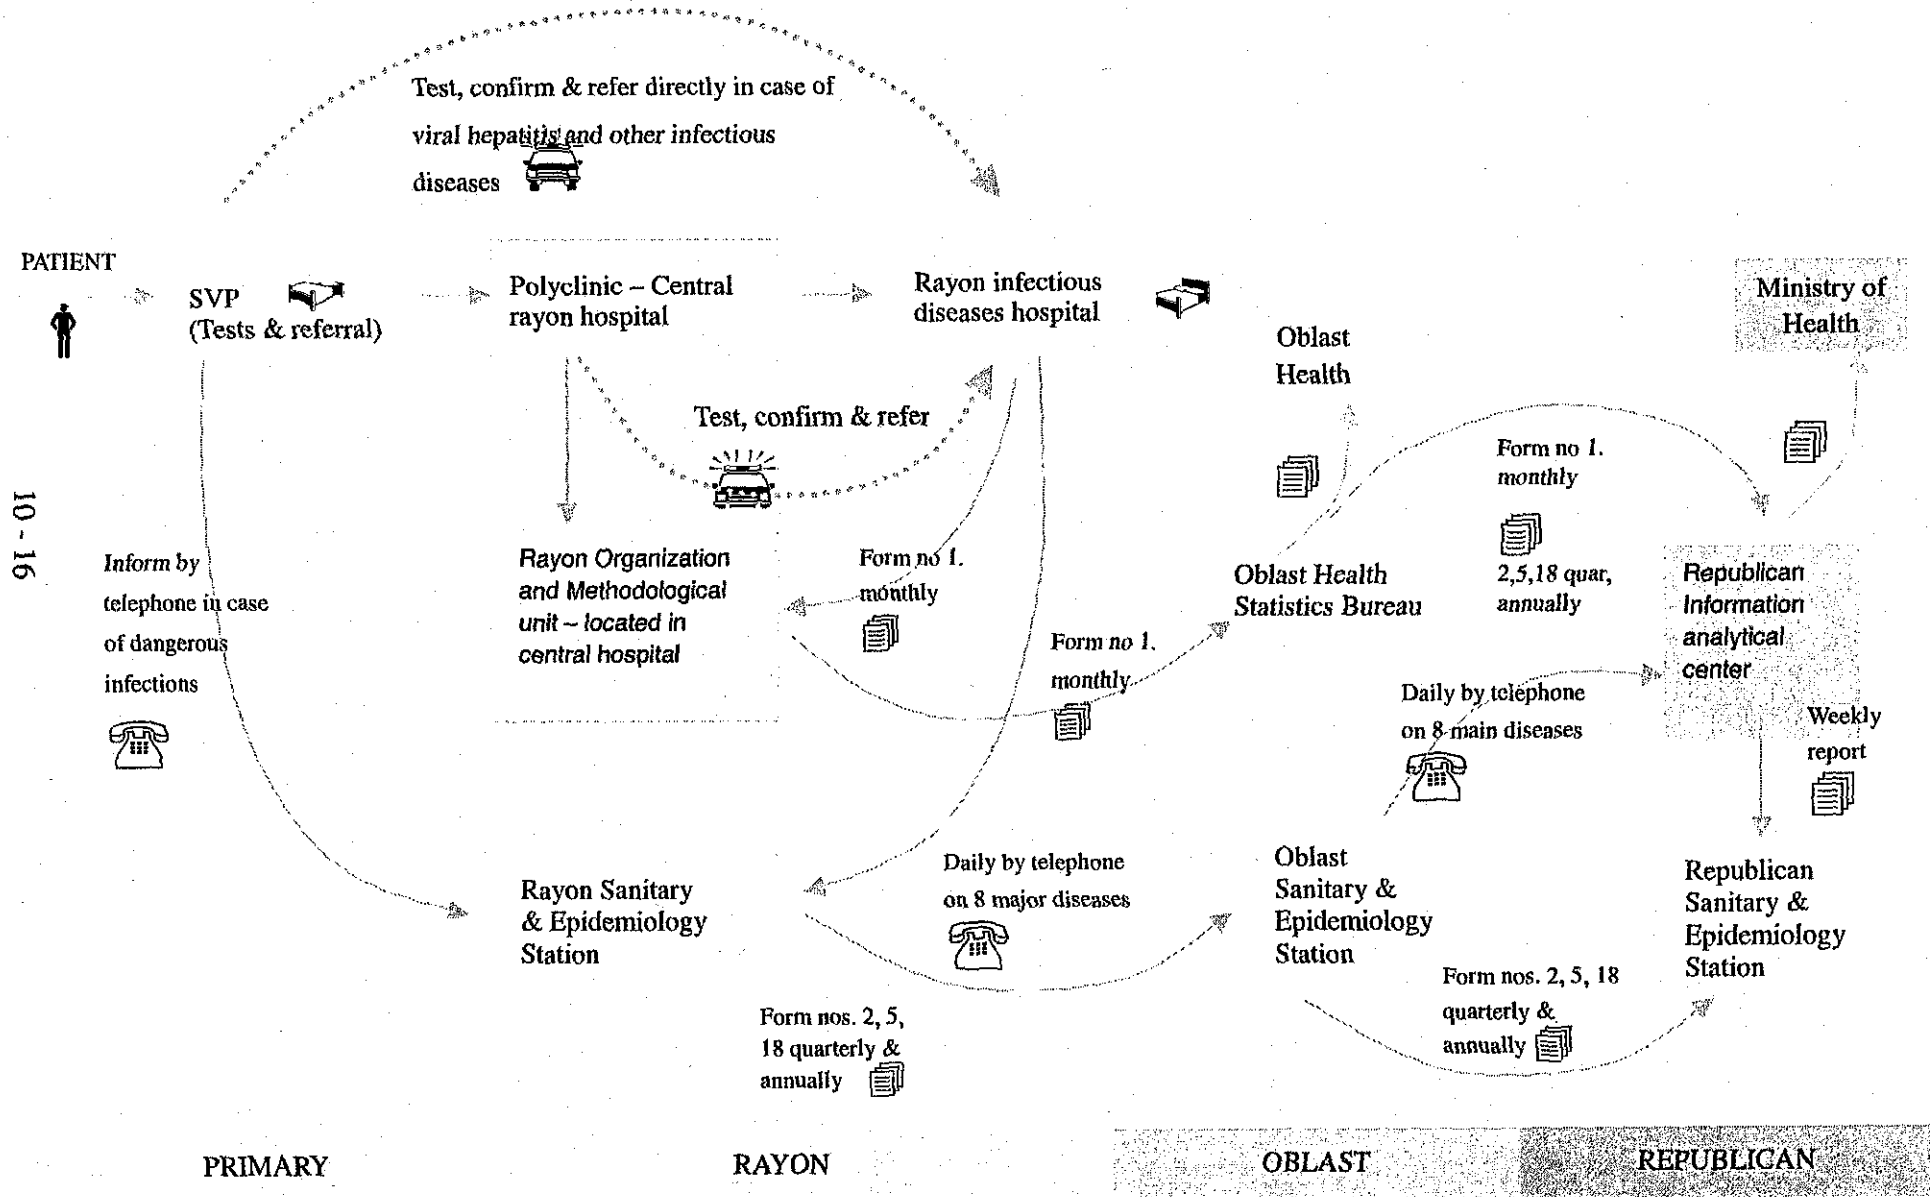 Test, confirm & refer directly in case of
viral hepatitis and other infectious
diseases
PATIENT
SVP
(Tests & referral)
Polyclinic – Central
rayon hospital
Rayon infectious
diseases hospital
Oblast
Health
Ministry of
Health
Test, confirm & refer
Form no 1.
monthly
2,5,18 quar,
annually
10 - 16
Inform by
telephone in case
of dangerous
infections
Rayon Organization
and Methodological
unit – located in
central hospital
Form no 1.
monthly
Form no 1.
monthly
Oblast Health
Statistics Bureau
Republican
Information
analytical
center
Daily by telephone
on 8 main diseases
Weekly
report
Rayon Sanitary
& Epidemiology
Station
Daily by telephone
on 8 major diseases
Oblast
Sanitary &
Epidemiology
Station
Republican
Sanitary &
Epidemiology
Station
Form nos. 2, 5,
18 quarterly &
annually
Form nos. 2, 5, 18
quarterly &
annually
PRIMARY
RAYON
OBLAST
REPUBLICAN